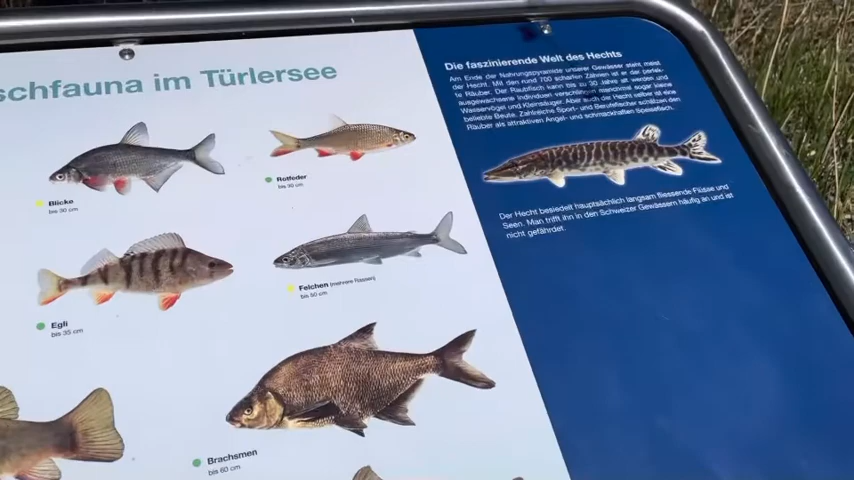 schfauna im Türlersee
Blicke
bis 30 cm
Rotfeder
bis 30 cm
Egli
bis 35 cm
Felchen (mehrere Rassen)
bis 50 cm
Brachsmen
bis 60 cm
Die faszinierende Welt des Hechts
Am Ende der Nahrungspyramide unserer Gewässer steht meist
der Hecht. Mit den rund 700 scharfen Zähnen ist er der perfek-
te Räuber. Der Raubfisch kann bis zu 30 Jahre alt werden und
ausgewachsene Individuen verschlingen manchmal sogar kleine
Wasservögel und Kleinsäuger. Aber auch der Hecht selber ist eine
beliebte Beute. Zahlreiche Sport- und Berufsfischer schätzen den
Räuber als attraktiven Angel- und schmackhaften Speisefisch.
Der Hecht besiedelt hauptsächlich langsam fliessende Flüsse und
Seen. Man trifft ihn in den Schweizer Gewässern häufig an und ist
nicht gefährdet.